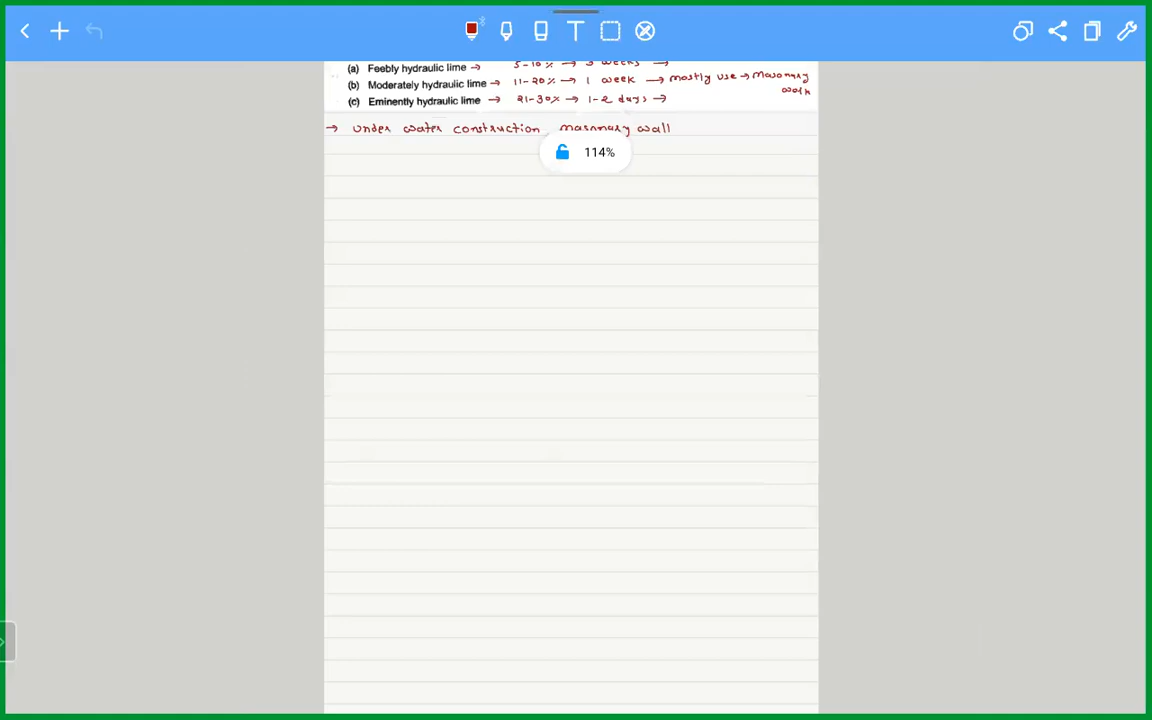 (a) Feebly hydraulic lime → 5-10% → 3 weeks →
(b) Moderately hydraulic lime → 11-20% → 1 week → mostly use → Masonary
work
(c) Eminently hydraulic lime → 21-30% → 1-2 days →
→ Under water construction masonary wall
114%
T